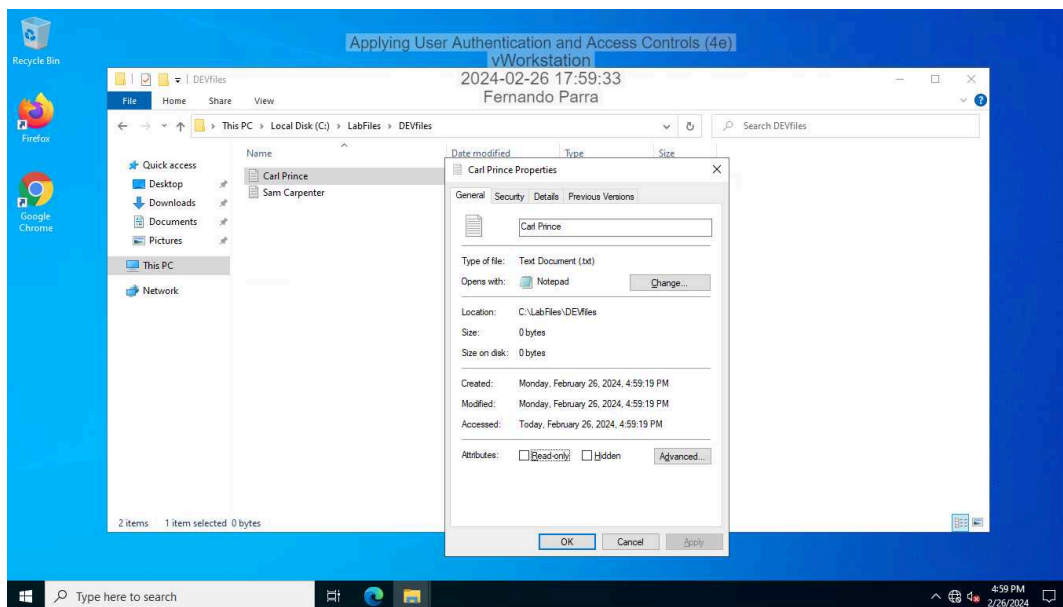 Recycle Bin
Firefox
Google
Chrome
Applying User Authentication and Access Controls (4e)
vWorkstation
2024-02-26 17:59:33
Fernando Parra
DEVfiles
File Home Share View
This PC > Local Disk (C:) > LabFiles > DEVfiles
Search DEVfiles
Quick access
Desktop
Downloads
Documents
Pictures
This PC
Network
Name Date modified Type Size
Carl Prince
Sam Carpenter
Carl Prince Properties
General Security Details Previous Versions
Carl Prince
Type of file: Text Document (.txt)
Opens with: Notepad Change...
Location: C:\LabFiles\DEVfiles
Size: 0 bytes
Size on disk: 0 bytes
Created: Monday, February 26, 2024, 4:59:19 PM
Modified: Monday, February 26, 2024, 4:59:19 PM
Accessed: Today, February 26, 2024, 4:59:19 PM
Attributes: Read-only Hidden Advanced...
OK Cancel Apply
2 items 1 item selected 0 bytes
Type here to search
4:59 PM
2/26/2024